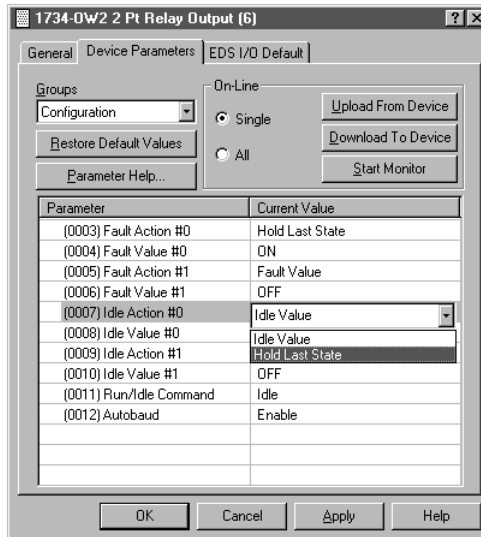 1734-OW2 2 Pt Relay Output (6)
General Device Parameters EDS I/O Default
Groups
Configuration
Restore Default Values
Parameter Help...
On-Line
Single
All
Upload From Device
Download To Device
Start Monitor
Parameter Current Value
(0003) Fault Action #0 Hold Last State
(0004) Fault Value #0 ON
(0005) Fault Action #1 Fault Value
(0006) Fault Value #1 OFF
(0007) Idle Action #0 Idle Value
(0008) Idle Value #0 Idle Value
(0009) Idle Action #1 Hold Last State
(0010) Idle Value #1 OFF
(0011) Run/Idle Command Idle
(0012) Autobaud Enable
OK Cancel Apply Help